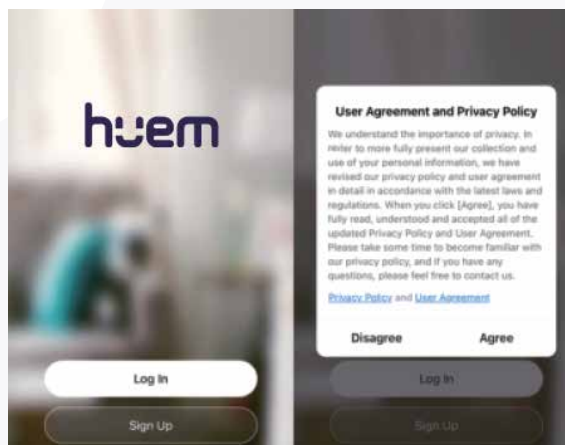 huem
Log In
Sign Up
User Agreement and Privacy Policy
We understand the importance of privacy. In
order to more fully present our collection and
use of your personal information, we have
revised our privacy policy and user agreement
in detail in accordance with the latest laws and
regulations. When you click [Agree], you have
fully read, understood and accepted all of the
updated Privacy Policy and User Agreement.
Please take some time to become familiar with
our privacy policy, and if you have any
questions, please feel free to contact us.
Privacy Policy and User Agreement
Disagree Agree
Log In
Sign Up